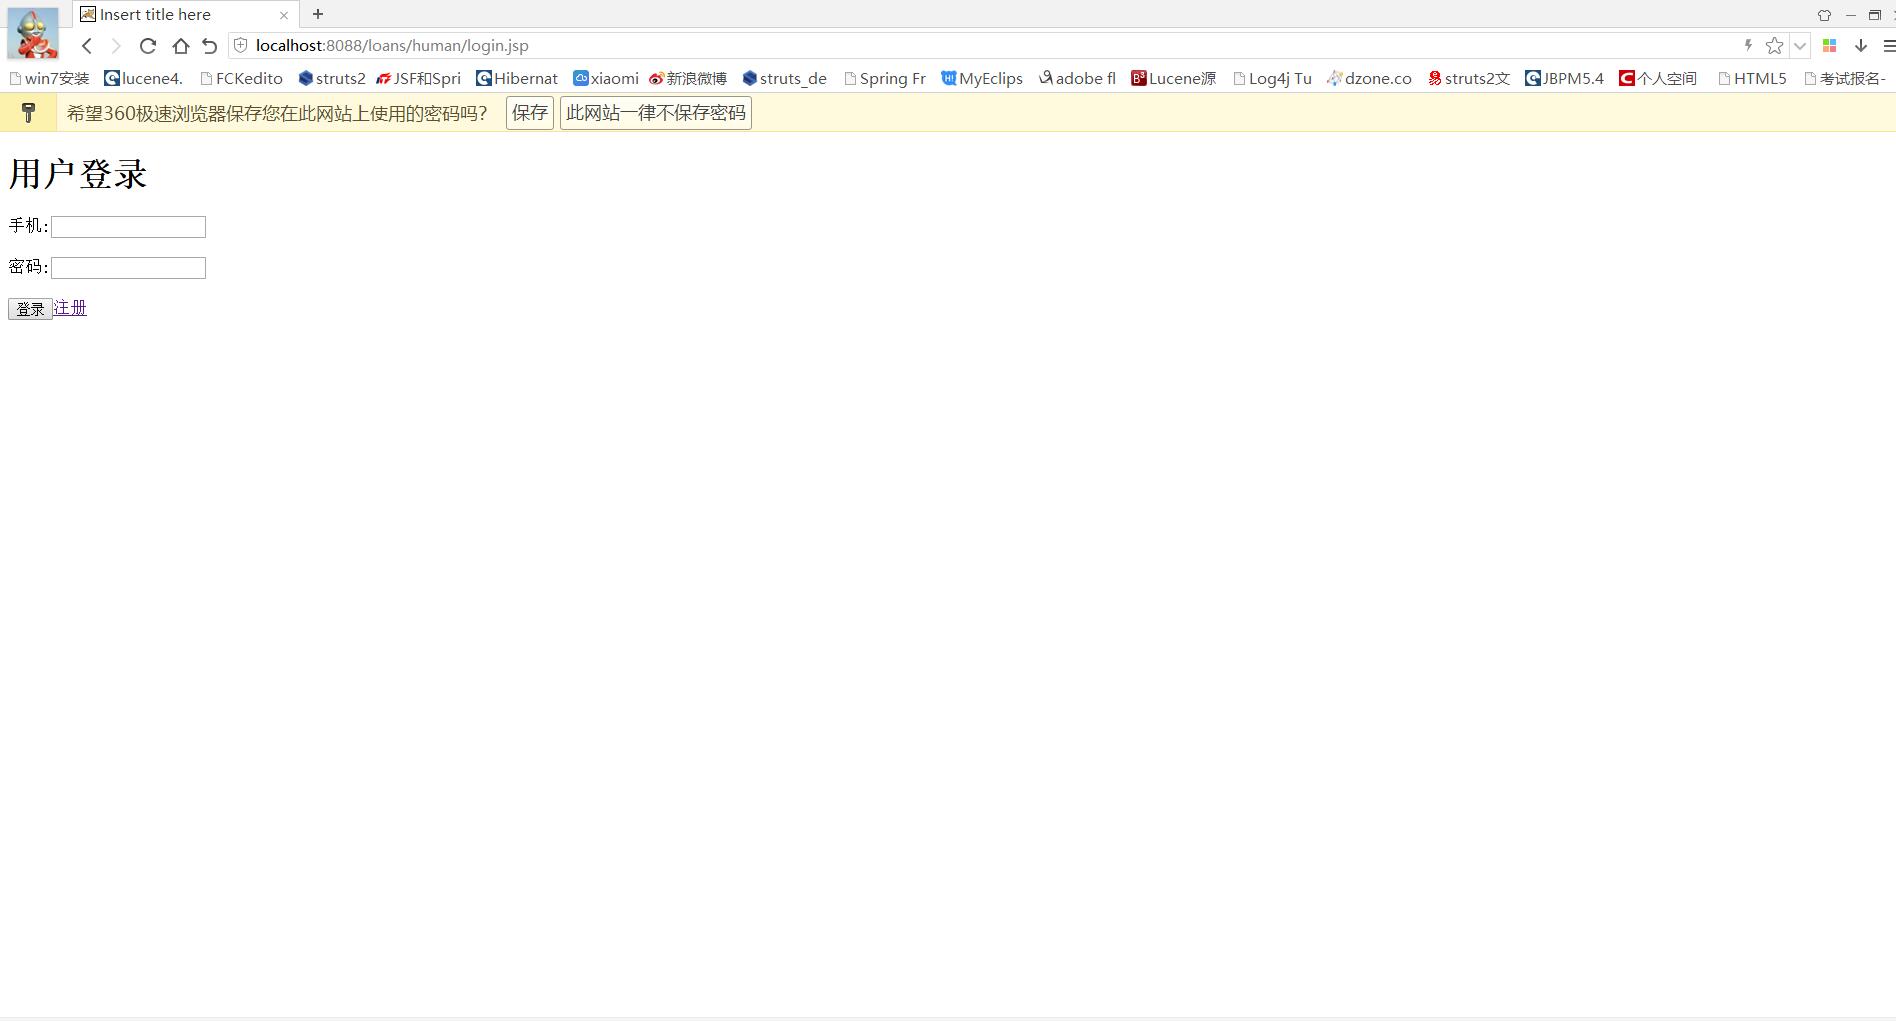 Insert title here
localhost:8088/loans/human/login.jsp
win7安装 lucene4. FCKedito struts2 JSF和Spri Hibernat xiaomi 新浪微博 struts_de Spring Fr MyEclips adobe fl Lucene源 Log4j Tu dzone.co struts2文 JBPM5.4 个人空间 HTML5 考试报名-
希望360极速浏览器保存您在此网站上使用的密码吗? 保存 此网站一律不保存密码
用户登录
手机:
密码:
登录注册